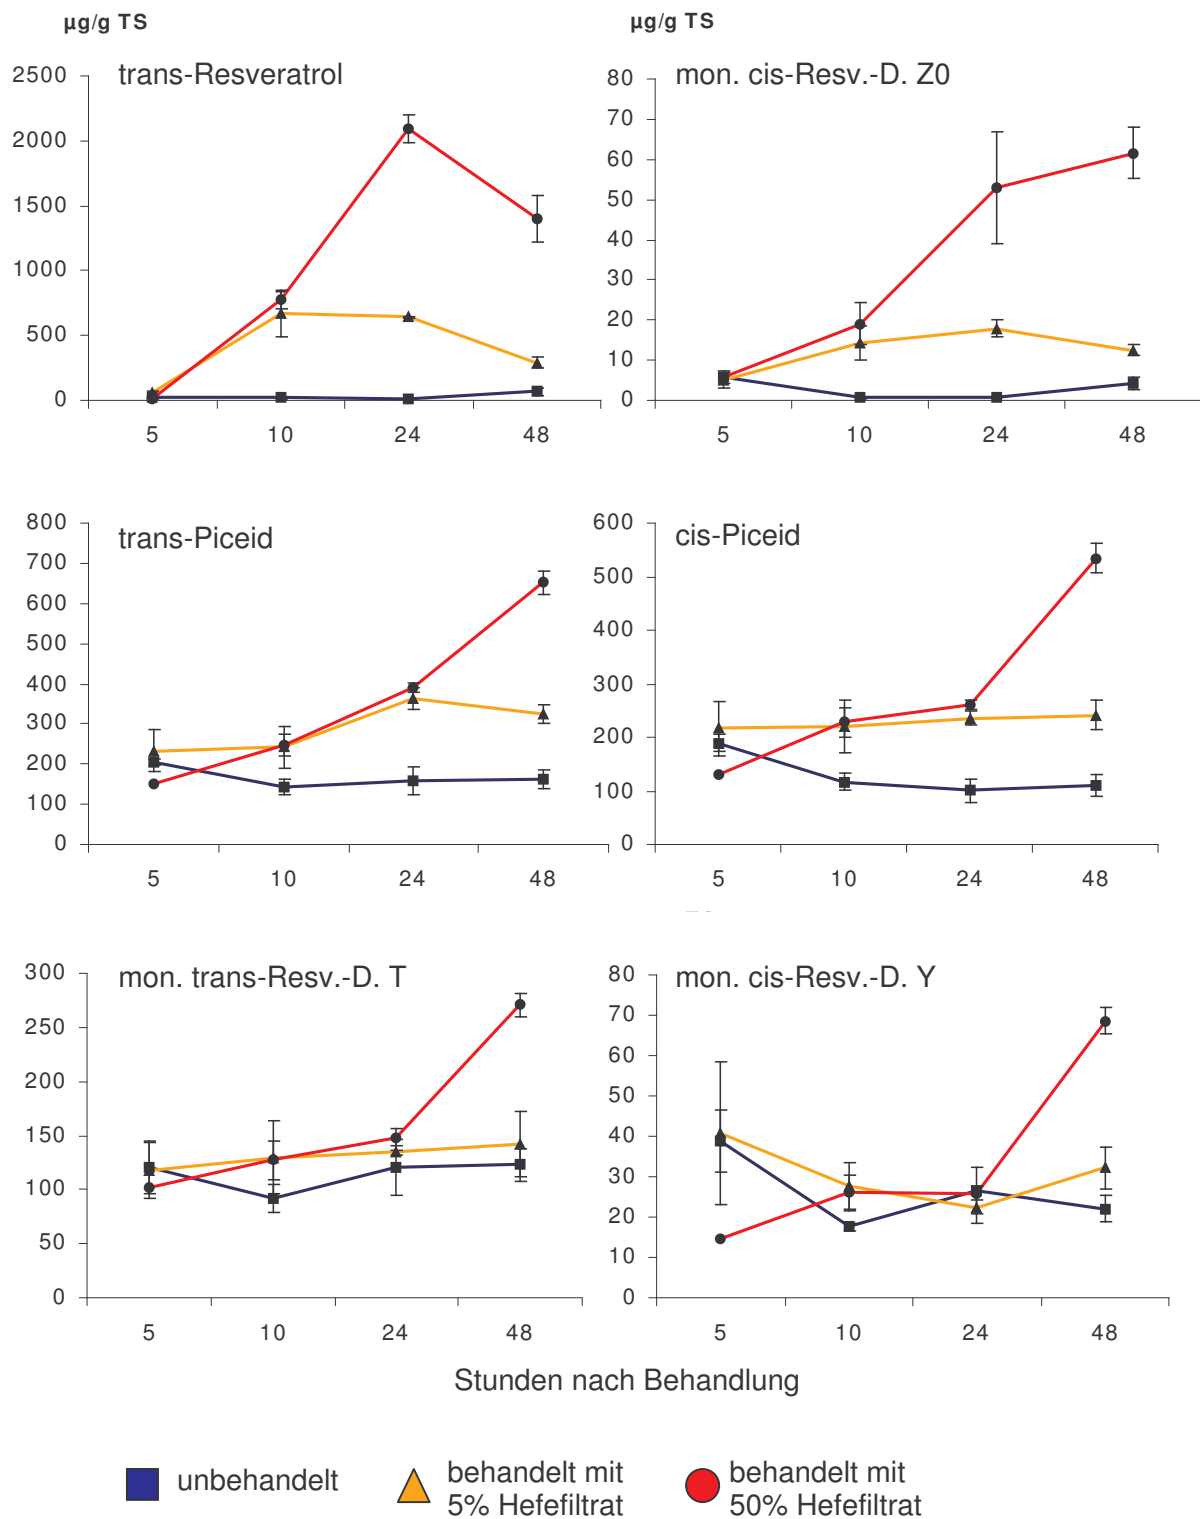 µg/g TS
µg/g TS
trans-Resveratrol
2500
2000
1500
1000
500
0
5 10 24 48
mon. cis-Resv.-D. Z0
80
70
60
50
40
30
20
10
0
5 10 24 48
trans-Piceid
800
700
600
500
400
300
200
100
0
5 10 24 48
cis-Piceid
600
500
400
300
200
100
0
5 10 24 48
mon. trans-Resv.-D. T
300
250
200
150
100
50
0
5 10 24 48
mon. cis-Resv.-D. Y
80
70
60
50
40
30
20
10
0
5 10 24 48
Stunden nach Behandlung
unbehandelt
behandelt mit
5% Hefefiltrat
behandelt mit
50% Hefefiltrat